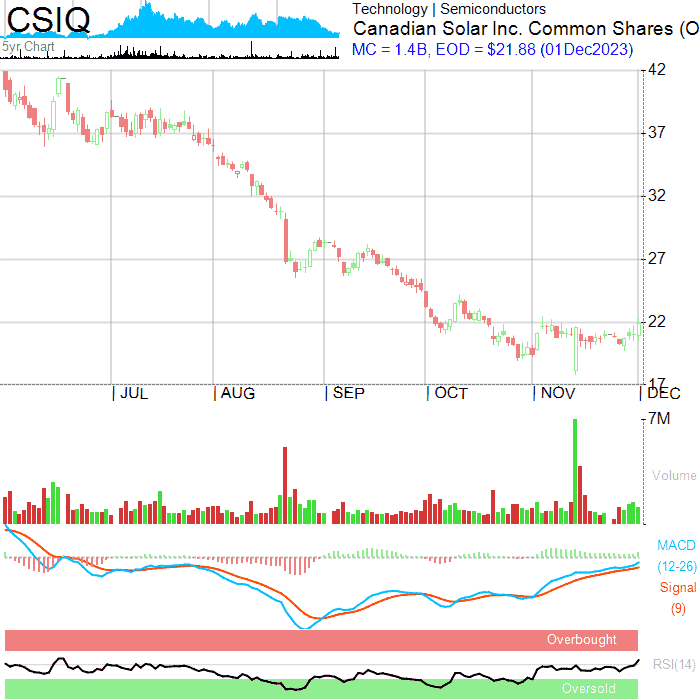 CSIQ
5yr Chart
Technology | Semiconductors
Canadian Solar Inc. Common Shares (O
MC = 1.4B, EOD = $21.88 (01Dec2023)
42
37
32
27
22
17
| JUL | AUG | SEP | OCT | NOV | DEC
7M
Volume
MACD
(12-26)
Signal
(9)
Overbought
RSI(14)
Oversold